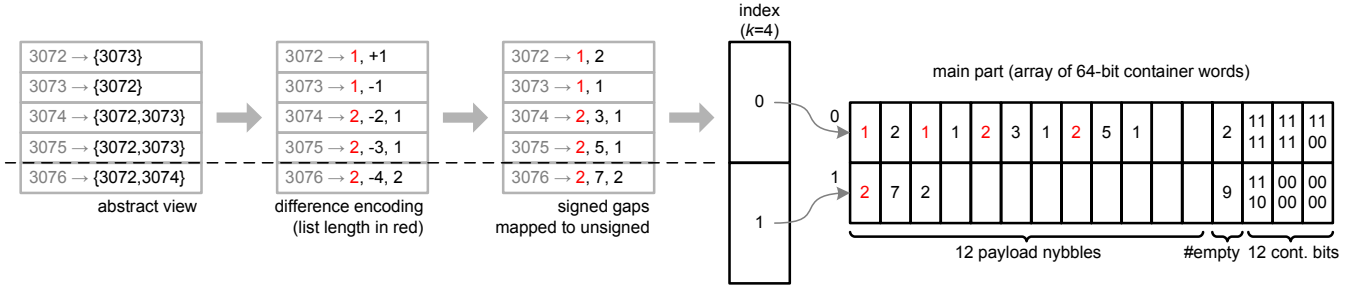 3072 → {3073}
3073 → {3072}
3074 → {3072,3073}
3075 → {3072,3073}
3076 → {3072,3074}
abstract view
3072 → 1, +1
3073 → 1, -1
3074 → 2, -2, 1
3075 → 2, -3, 1
3076 → 2, -4, 2
difference encoding
(list length in red)
3072 → 1, 2
3073 → 1, 1
3074 → 2, 3, 1
3075 → 2, 5, 1
3076 → 2, 7, 2
signed gaps
mapped to unsigned
index
(k=4)
0
1
main part (array of 64-bit container words)
0
1 2 1 1 2 3 1 2 5 1 2 11 11 11
11 11 00
1
2 7 2 9 11 00 00
10 00 00
12 payload nybbles
#empty
12 cont. bits